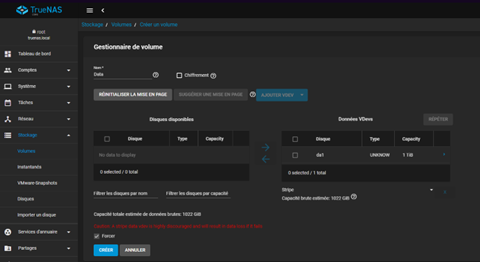 TrueNAS
CORE
Stockage / Volumes / Créer un volume
root
truenas.local
Tableau de bord
Comptes
Système
Tâches
Réseau
Stockage
Volumes
Instantanés
VMware-Snapshots
Disques
Importer un disque
Services d'annuaire
Partages
Gestionnaire de volume
Nom *
Data
Chiffrement
RÉINITIALISER LA MISE EN PAGE
SUGGÉRER UNE MISE EN PAGE
AJOUTER VDEV
Disques disponibles
Disque Type Capacity
No data to display
0 selected / 0 total
Filtrer les disques par nom
Filtrer les disques par capacité
Données VDevs
RÉPÉTER
Disque Type Capacity
da1 UNKNOW 1 TiB
0 selected / 1 total
Stripe
Capacité brute estimée: 1022 GiB
Capacité totale estimée de données brutes: 1022 GiB
Forcer
CRÉER
ANNULER